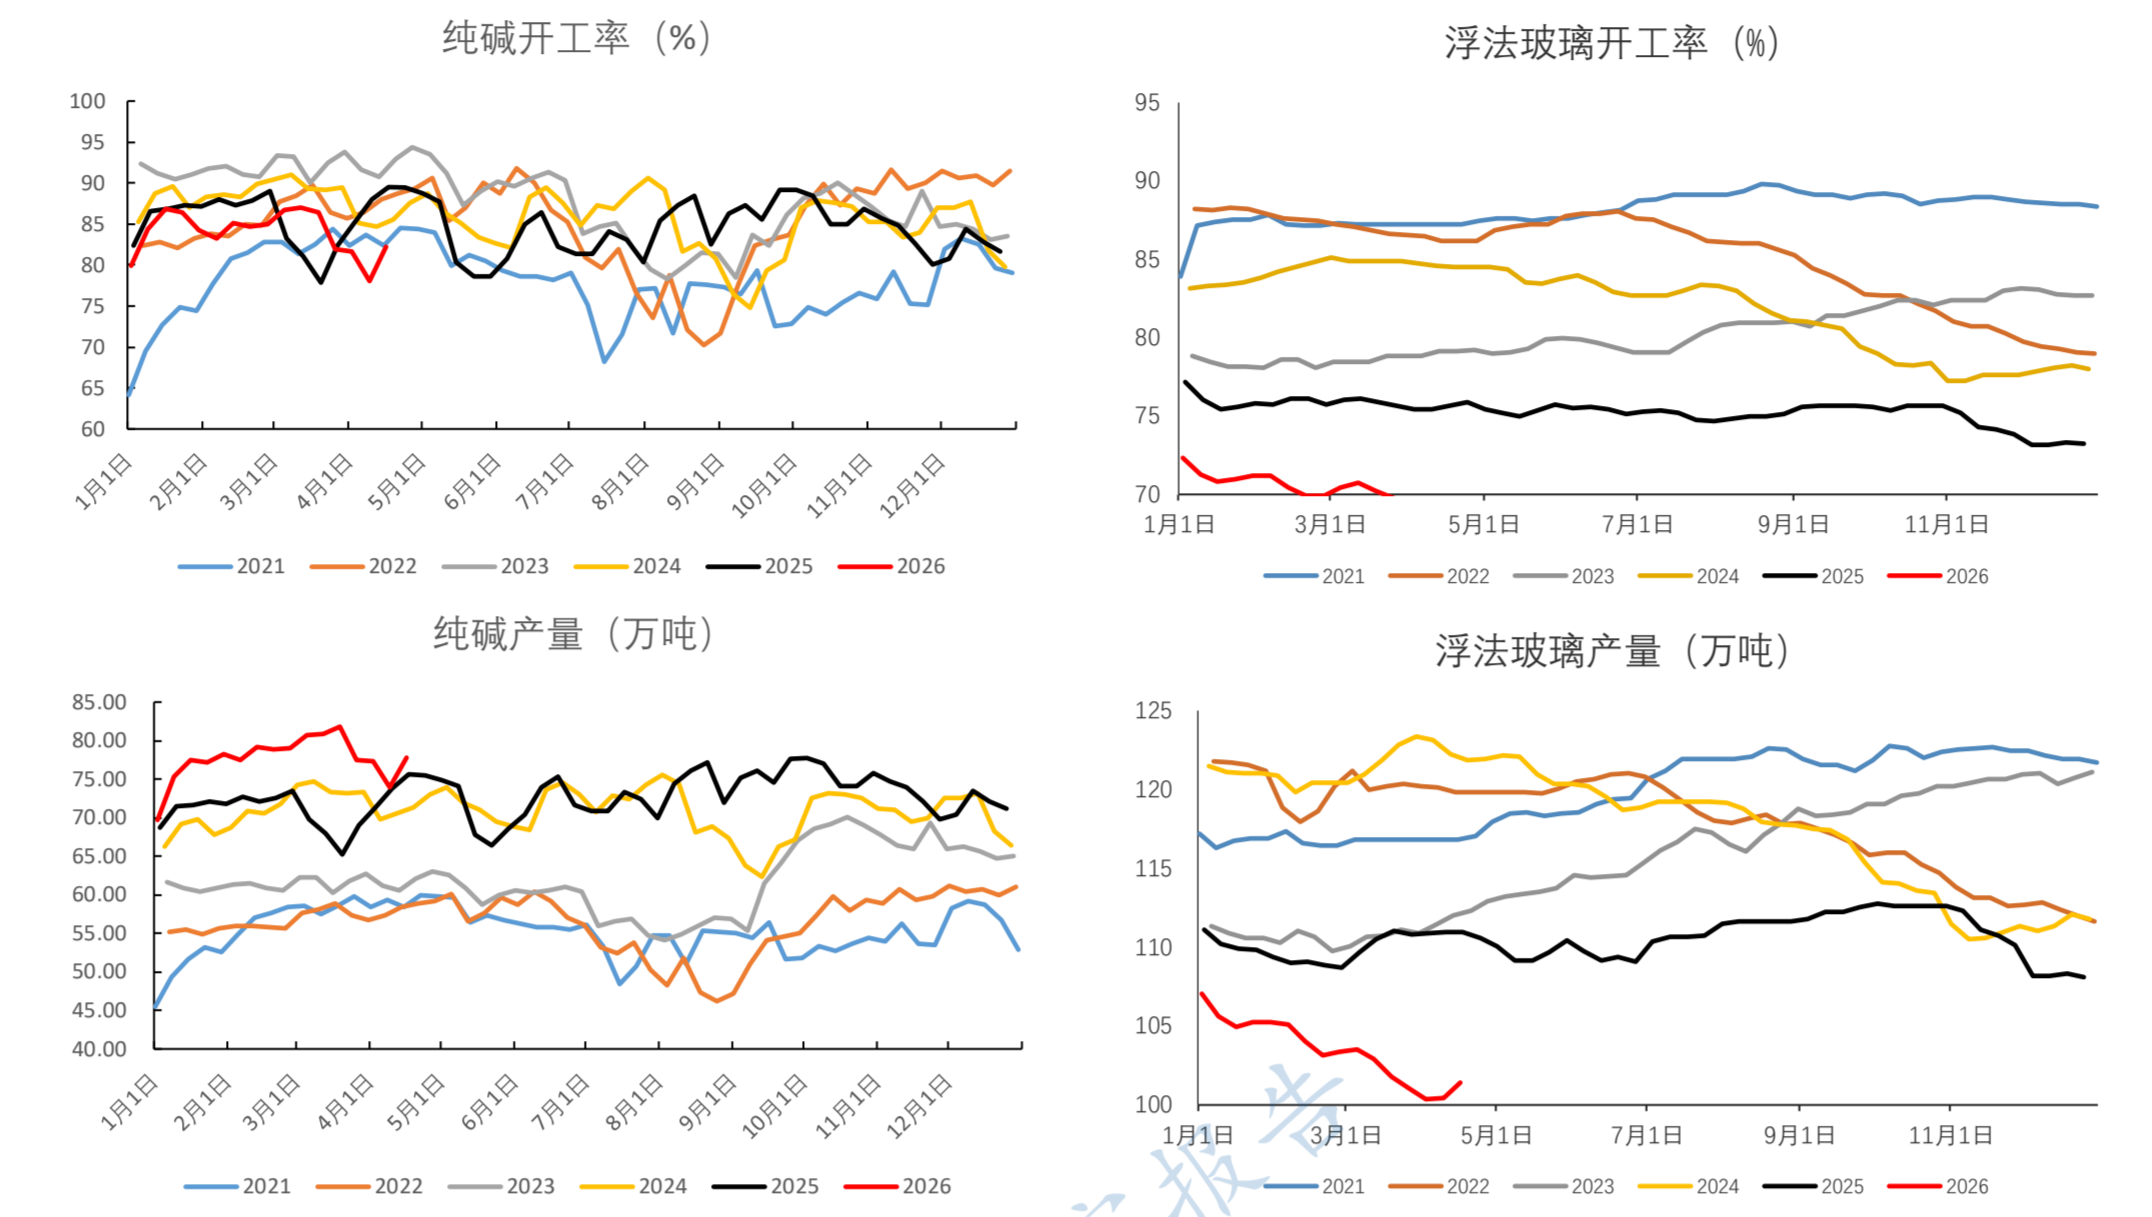 纯碱开工率（%）
100
95
90
85
80
75
70
65
60
1月1日
2月1日
3月1日
4月1日
5月1日
6月1日
7月1日
8月1日
9月1日
10月1日
11月1日
12月1日
2021 2022 2023 2024 2025 2026
浮法玻璃开工率（%）
95
90
85
80
75
70
1月1日 3月1日 5月1日 7月1日 9月1日 11月1日
2021 2022 2023 2024 2025 2026
纯碱产量（万吨）
85.00
80.00
75.00
70.00
65.00
60.00
55.00
50.00
45.00
40.00
1月1日
2月1日
3月1日
4月1日
5月1日
6月1日
7月1日
8月1日
9月1日
10月1日
11月1日
12月1日
2021 2022 2023 2024 2025 2026
浮法玻璃产量（万吨）
125
120
115
110
105
100
1月1日 3月1日 5月1日 7月1日 9月1日 11月1日
2021 2022 2023 2024 2025 2026
报告